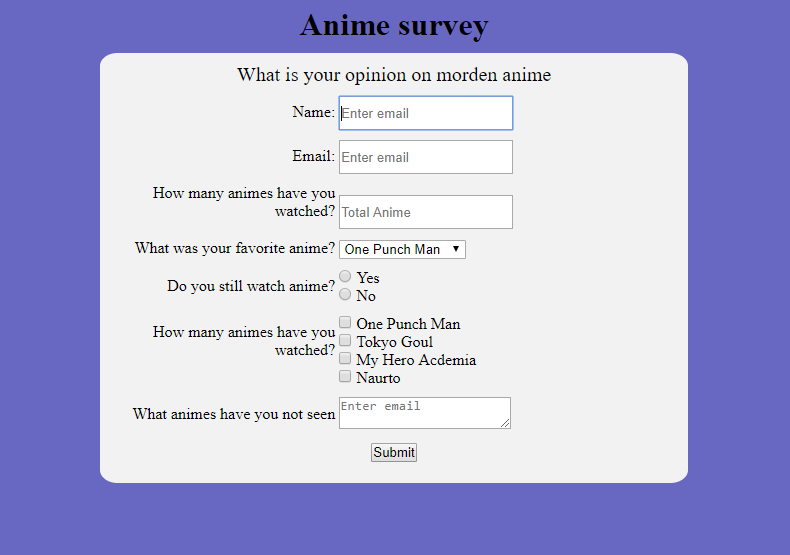 Anime survey
What is your opinion on morden anime
Name: Enter email
Email: Enter email
How many animes have you
watched? Total Anime
What was your favorite anime? One Punch Man
Do you still watch anime? Yes
No
How many animes have you
watched? One Punch Man
Tokyo Goul
My Hero Acdemia
Naurto
What animes have you not seen Enter email
Submit